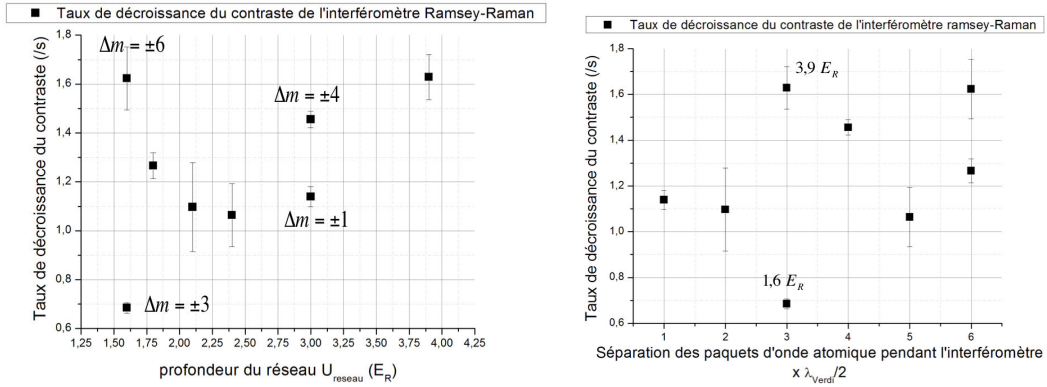 Taux de décroissance du contraste de l'interféromètre Ramsey-Raman
Taux de décroissance du contraste (/s)
1,8
1,6
1,4
1,2
1,0
0,8
0,6
Δm = ±6
Δm = ±4
Δm = ±1
Δm = ±3
1,25 1,50 1,75 2,00 2,25 2,50 2,75 3,00 3,25 3,50 3,75 4,00 4,25
profondeur du réseau U_reseau (E_R)
Taux de décroissance du contraste de l'interféromètre ramsey-Raman
Taux de décroissance du contraste (/s)
1,8
1,6
1,4
1,2
1,0
0,8
0,6
3,9 E_R
1,6 E_R
1 2 3 4 5 6
Séparation des paquets d'onde atomique pendant l'interféromètre
x λ_Verdi/2